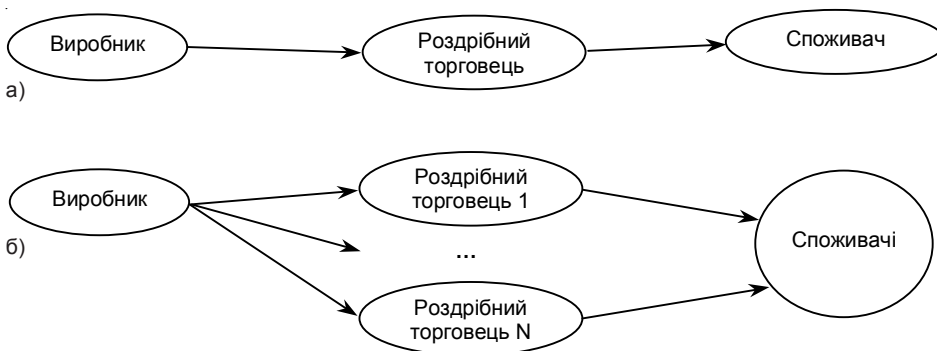 Виробник
Роздрібний
торговець
Споживач
а)
Виробник
Роздрібний
торговець 1
Споживачі
б)
...
Роздрібний
торговець N